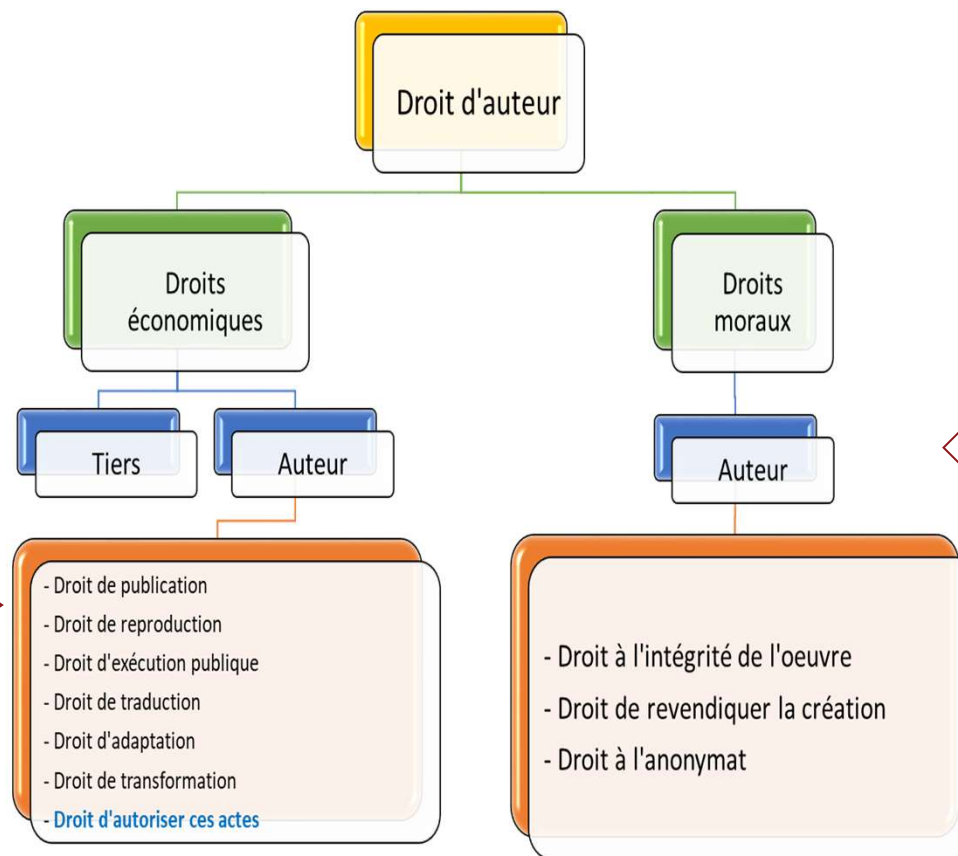 Droit d'auteur
Droits
économiques
Droits
moraux
Tiers
Auteur
Auteur
- Droit de publication
- Droit de reproduction
- Droit d'exécution publique
- Droit de traduction
- Droit d'adaptation
- Droit de transformation
- Droit d'autoriser ces actes
- Droit à l'intégrité de l'oeuvre
- Droit de revendiquer la création
- Droit à l'anonymat